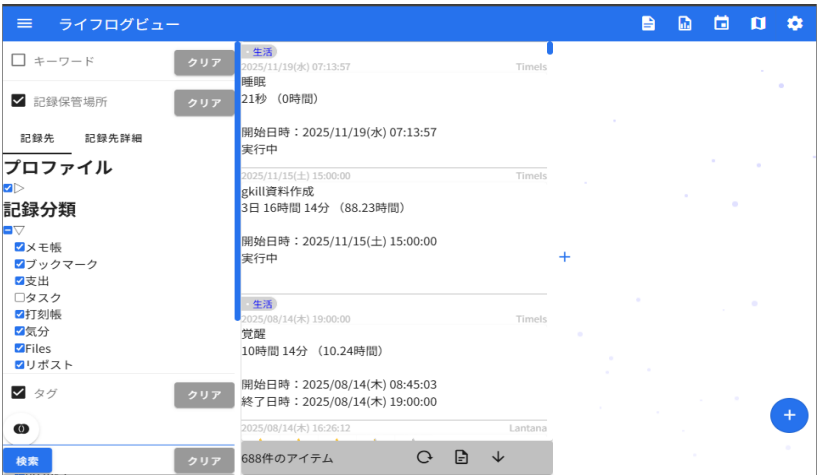 ライフログビュー
キーワード
クリア
記録保管場所
クリア
記録先 記録先詳細
プロファイル
記録分類
メモ帳
ブックマーク
支出
タスク
打刻帳
気分
Files
リポスト
タグ
クリア
検索
クリア
・生活
2025/11/19(水) 07:13:57 TimeIs
睡眠
21秒 （0時間）
開始日時：2025/11/19(水) 07:13:57
実行中
2025/11/15(土) 15:00:00 TimeIs
gkill資料作成
3日 16時間 14分 （88.23時間）
開始日時：2025/11/15(土) 15:00:00
実行中
・生活
2025/08/14(木) 19:00:00 TimeIs
覚醒
10時間 14分 （10.24時間）
開始日時：2025/08/14(木) 08:45:03
終了日時：2025/08/14(木) 19:00:00
2025/08/14(木) 16:26:12 Lantana
688件のアイテム